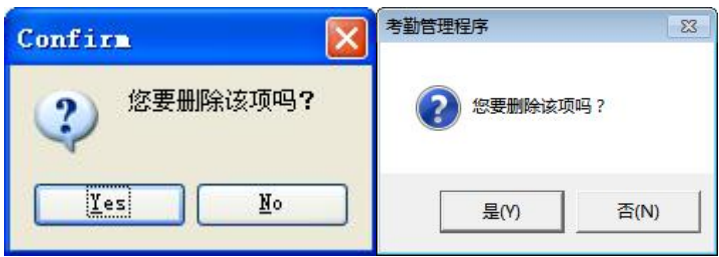 Confirm
您要删除该项吗?
Yes
No
考勤管理程序
您要删除该项吗?
是(Y)
否(N)